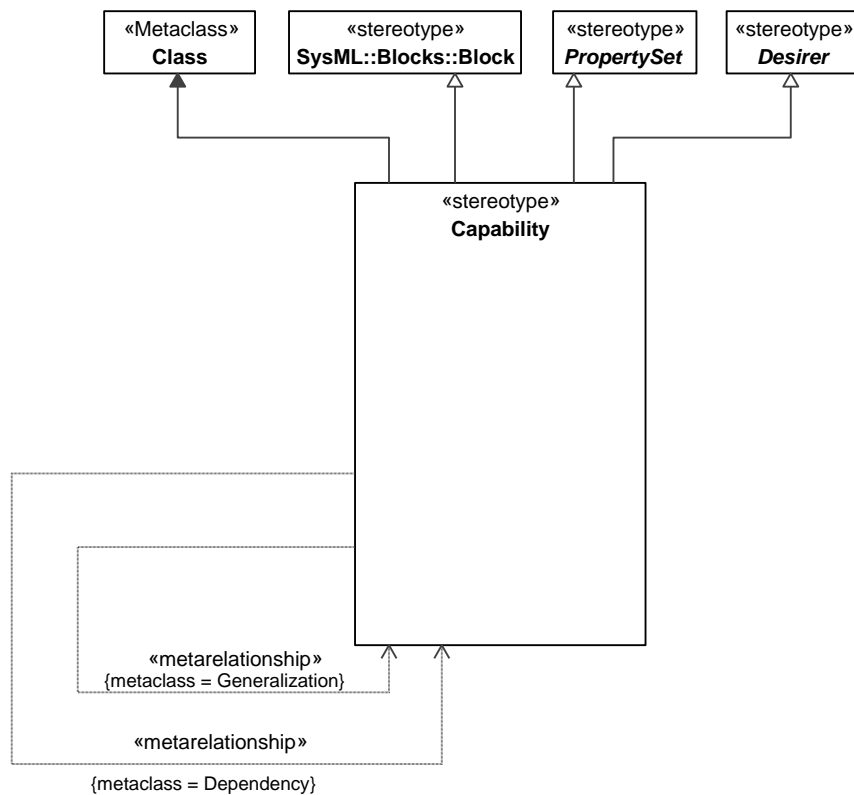 «Metaclass»
Class
«stereotype»
SysML::Blocks::Block
«stereotype»
PropertySet
«stereotype»
Desirer
«stereotype»
Capability
«metarelationship»
{metaclass = Generalization}
«metarelationship»
{metaclass = Dependency}